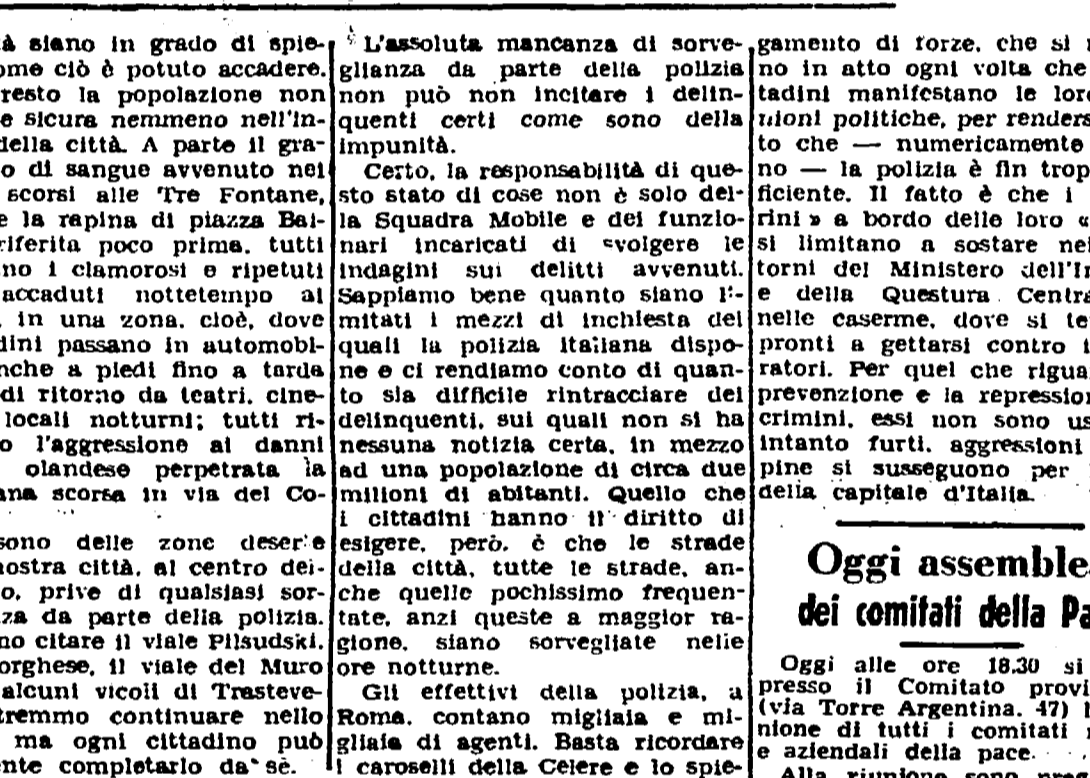 tà siano in grado di spie-
ome ciò è potuto accadere.
resto la popolazione non
e sicura nemmeno nell'in-
della città. A parte il gra-
o di sangue avvenuto nei
scorsi alle Tre Fontane,
e la rapina di piazza Bai-
riferita poco prima. tutti
no i clamorosi e ripetuti
accaduti nottetempo al
in una zona. cioè, dove
dini passano in automobi-
nche a piedi fino a tarda
di ritorno da teatri. cine-
locali notturni; tutti ri-
o l'aggressione ai danni
olandese perpetrata la
ana scorsa in via del Co-
sono delle zone deserte
nostra città, al centro del-
o, prive di qualsiasi sor-
za da parte della polizia.
no citare il viale Pilsudski.
orghese, il viale del Muro
alcuni vicoli di Trasteve-
tremmo continuare nello
ma ogni cittadino può
ente completarlo da sè.
L'assoluta mancanza di sorve-
glianza da parte della polizia
non può non incitare i delin-
quenti certi come sono della
impunità.
Certo, la responsabilità di que-
sto stato di cose non è solo del-
la Squadra Mobile e dei funzio-
nari incaricati di svolgere le
indagini sui delitti avvenuti.
Sappiamo bene quanto siano li-
mitati i mezzi di inchiesta dei
quali la polizia italiana dispo-
ne e ci rendiamo conto di quan-
to sia difficile rintracciare dei
delinquenti, sui quali non si ha
nessuna notizia certa, in mezzo
ad una popolazione di circa due
milioni di abitanti. Quello che
i cittadini hanno il diritto di
esigere, però, è che le strade
della città, tutte le strade, an-
che quelle pochissimo frequen-
tate, anzi queste a maggior ra-
gione, siano sorvegliate nelle
ore notturne.
Gli effettivi della polizia, a
Roma, contano migliaia e mi-
gliaia di agenti. Basta ricordare
i caroselli della Celere e lo spie-
gamento di forze, che si
no in atto ogni volta che
tadini manifestano le lor
nioni politiche, per renders
to che — numericamente
no — la polizia è fin trop
ficiente. Il fatto è che i
rini » a bordo delle loro «
si limitano a sostare nei
torni del Ministero dell'I
e della Questura Centra
nelle caserme, dove si te
pronti a gettarsi contro i
ratori. Per quel che rigua
prevenzione e la repression
crimini, essi non sono us
intanto furti, aggressioni
pine si susseguono per
della capitale d'Italia.
Oggi assemble
dei comitati della Pa
Oggi alle ore 18.30 si
presso il Comitato provi
(via Torre Argentina. 47)
nione di tutti i comitati
e aziendali della pace.
Alla riunione sono pre